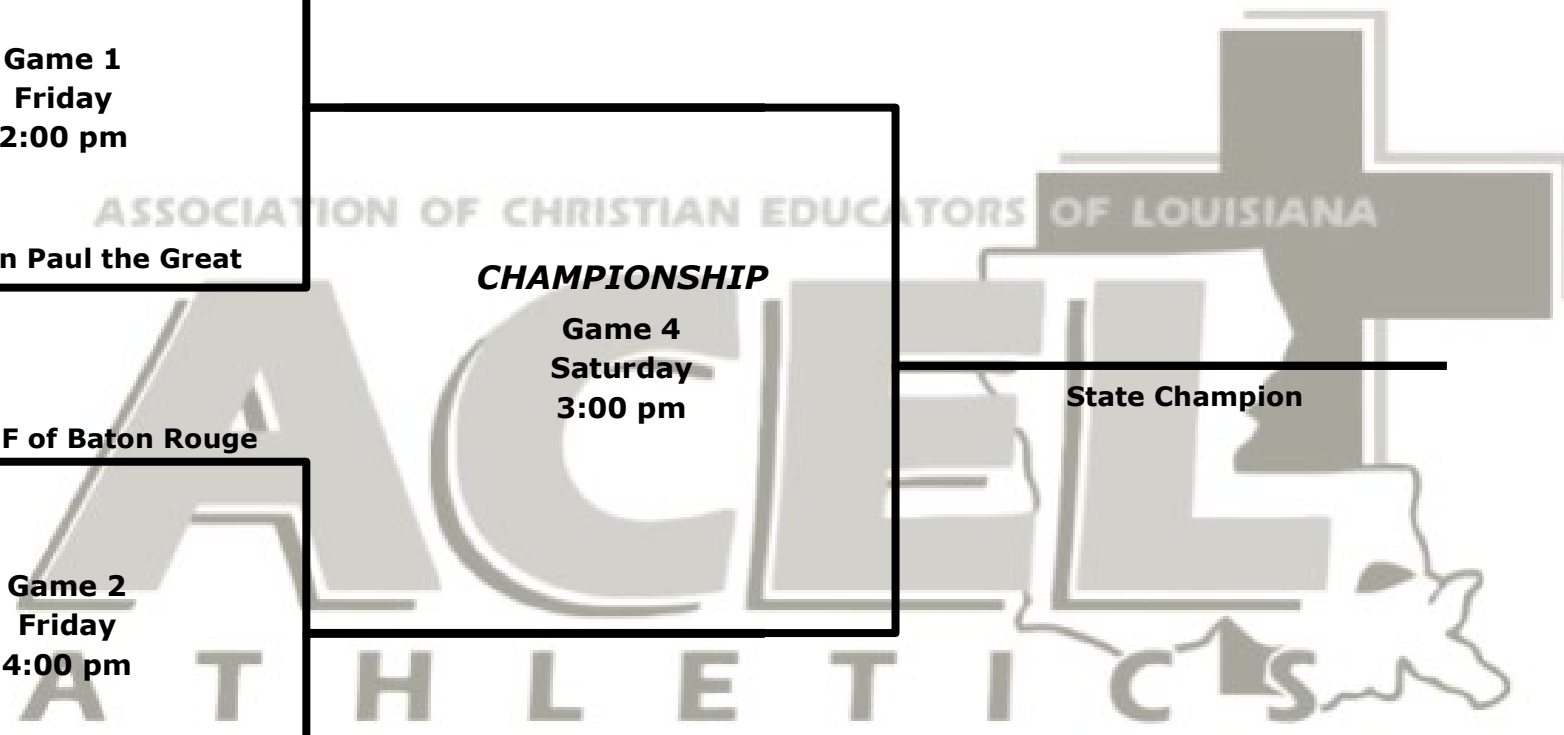 Game 1
Friday
2:00 pm
ASSOCIATION OF CHRISTIAN EDUCATORS OF LOUISIANA
n Paul the Great
CHAMPIONSHIP
Game 4
Saturday
3:00 pm
State Champion
F of Baton Rouge
ACEL
Game 2
Friday
4:00 pm
ATHLETICS